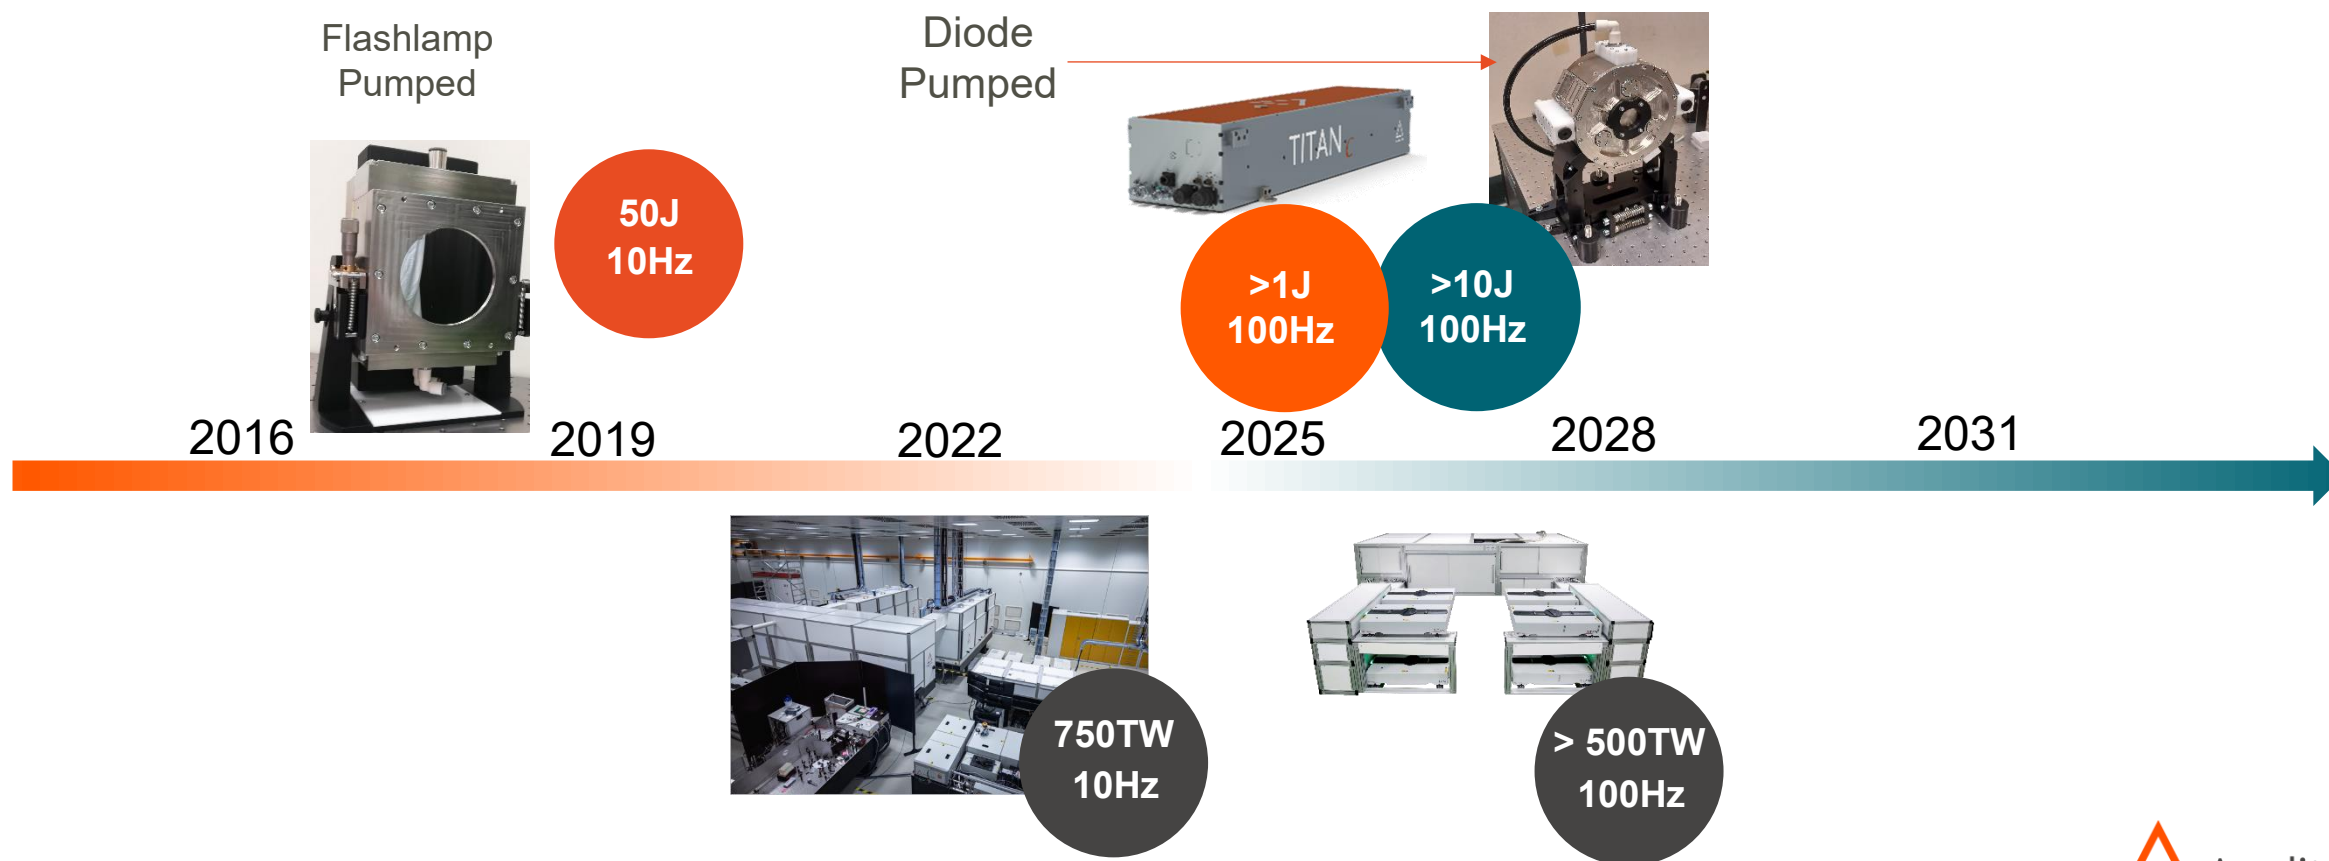 Flashlamp
Pumped
Diode
Pumped
TITAN c
50J
10Hz
>1J
100Hz
>10J
100Hz
2016
2019
2022
2025
2028
2031
750TW
10Hz
> 500TW
100Hz